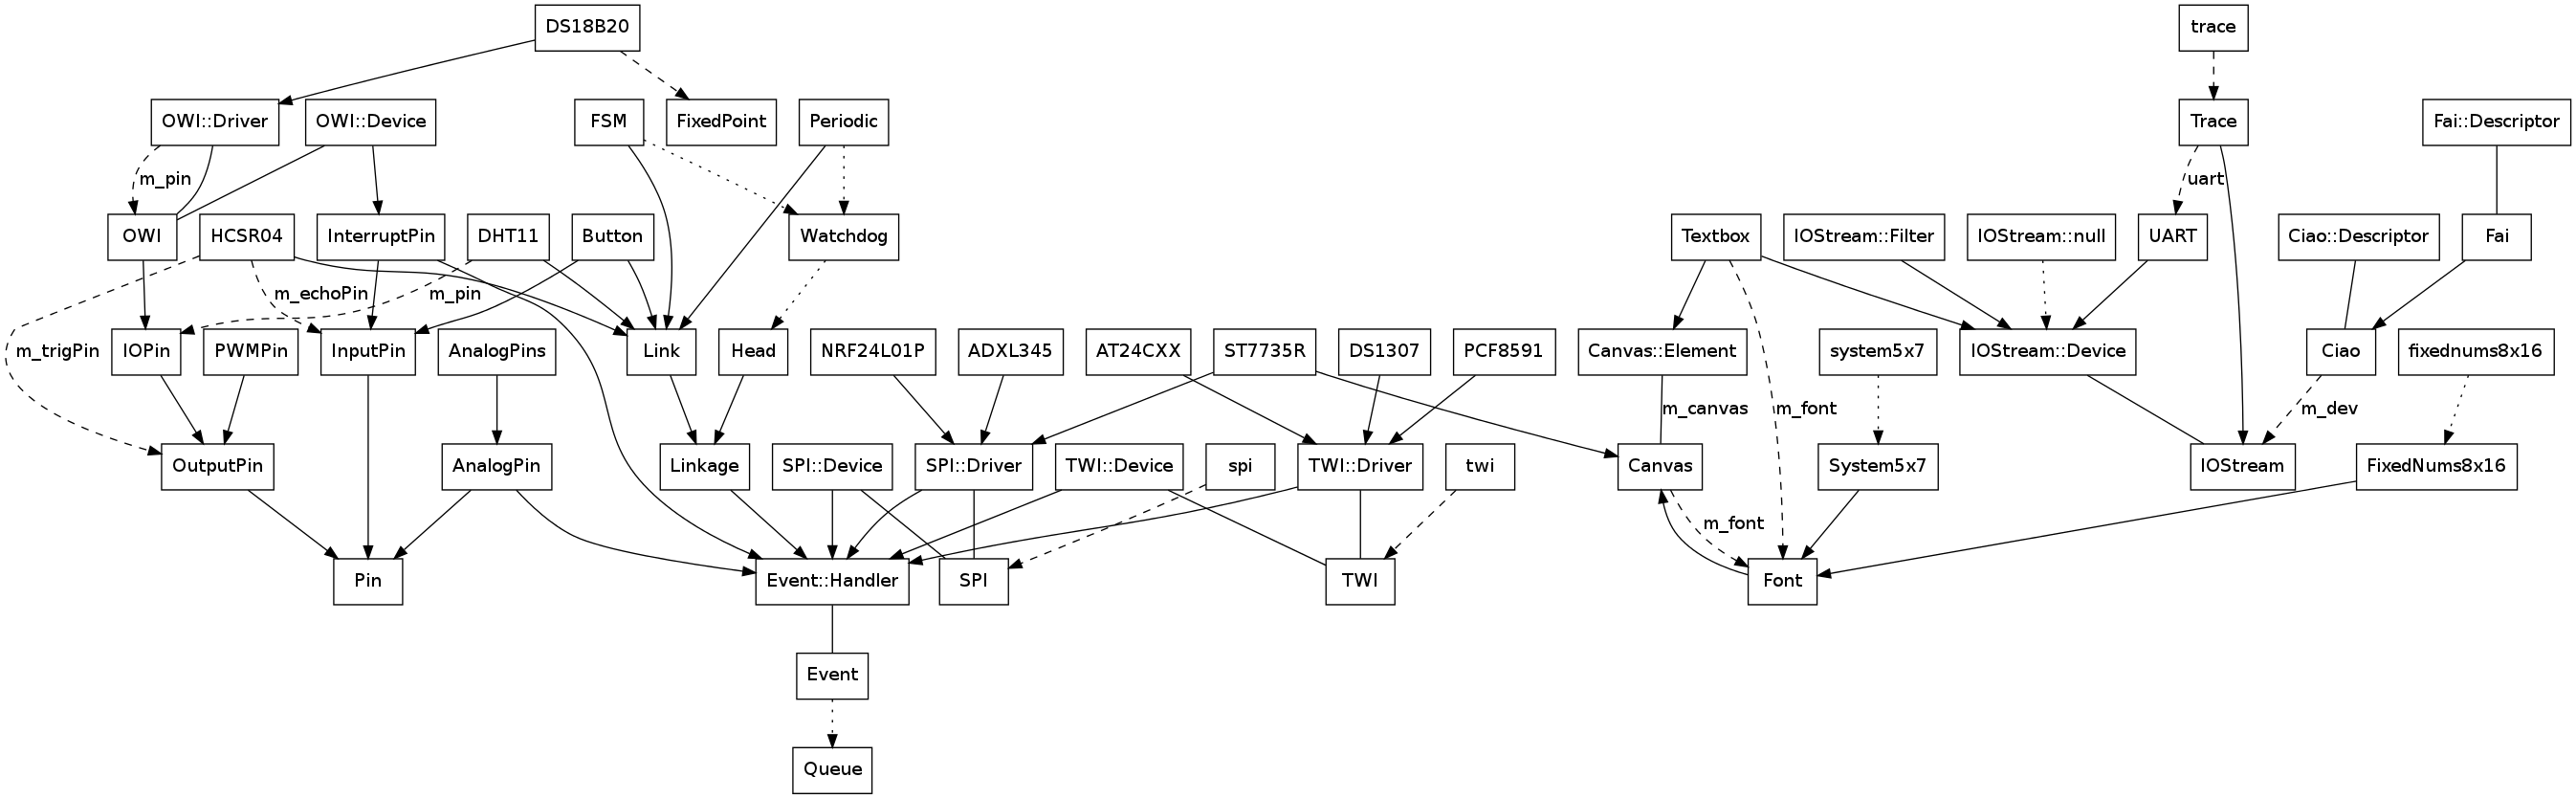 DS18B20
trace
OWI::Driver
OWI::Device
FSM
FixedPoint
Periodic
Trace
Fai::Descriptor
m_pin
uart
OWI
HCSR04
InterruptPin
DHT11
Button
Watchdog
Textbox
IOStream::Filter
IOStream::null
UART
Ciao::Descriptor
Fai
m_echoPin
m_pin
m_trigPin
IOPin
PWMPin
InputPin
AnalogPins
Link
Head
NRF24L01P
ADXL345
AT24CXX
ST7735R
DS1307
PCF8591
Canvas::Element
system5x7
IOStream::Device
Ciao
fixednums8x16
m_canvas
m_font
m_dev
OutputPin
AnalogPin
Linkage
SPI::Device
SPI::Driver
TWI::Device
spi
TWI::Driver
twi
Canvas
System5x7
IOStream
FixedNums8x16
m_font
Pin
Event::Handler
SPI
TWI
Font
Event
Queue